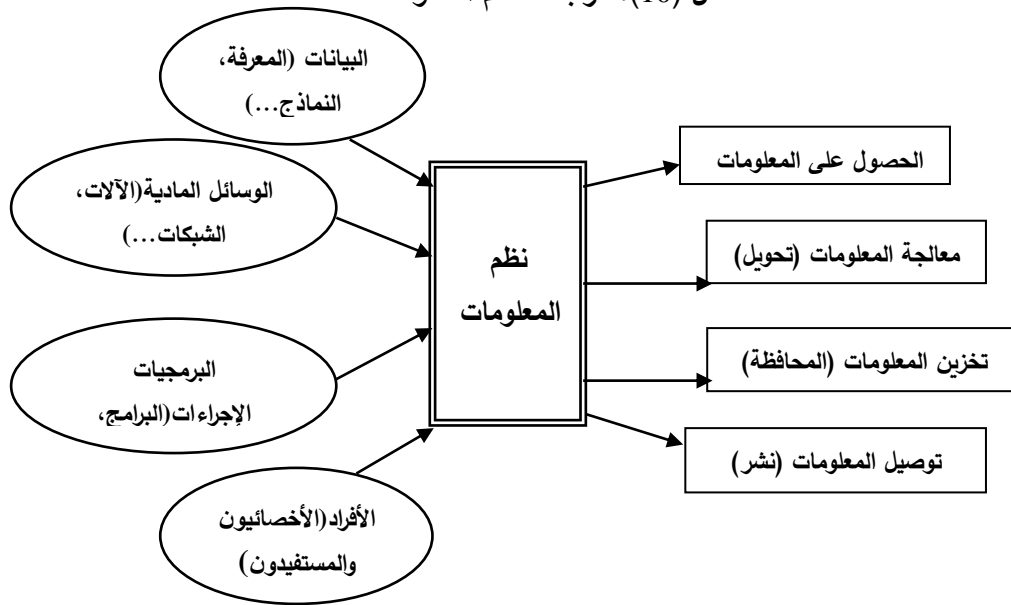 (10)
البيانات (المعرفة،
النماذج...)
الوسائل المادية(الآلات،
الشبكات...)
البرمجيات
الإجراءات(البرامج،
الأفراد(الأخصائيون
والمستفيدون)
نظم
المعلومات
الحصول على المعلومات
معالجة المعلومات (تحويل)
تخزين المعلومات (المحافظة)
توصيل المعلومات (نشر)